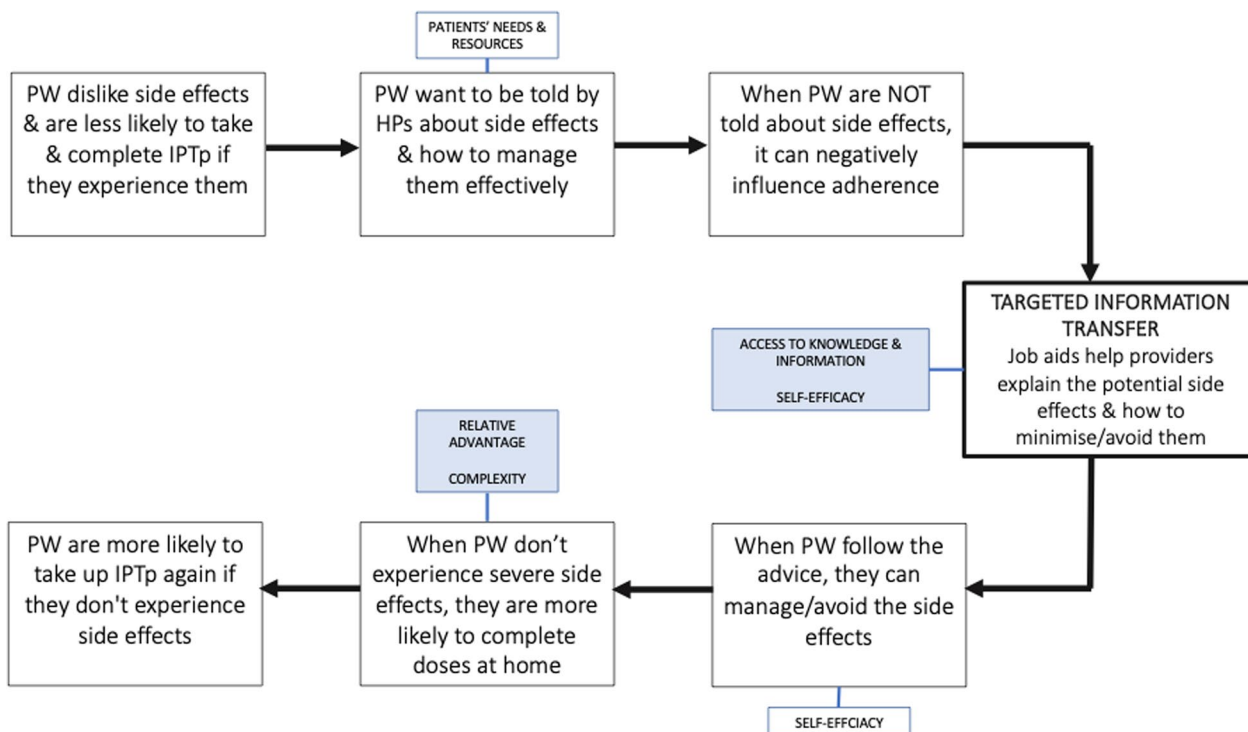 PATIENTS' NEEDS &
RESOURCES
PW dislike side effects
& are less likely to take
& complete IPTp if
they experience them
PW want to be told by
HPs about side effects
& how to manage
them effectively
When PW are NOT
told about side effects,
it can negatively
influence adherence
TARGETED INFORMATION
TRANSFER
Job aids help providers
explain the potential side
effects & how to
minimise/avoid them
ACCESS TO KNOWLEDGE &
INFORMATION
SELF-EFFICACY
When PW follow the
advice, they can
manage/avoid the side
effects
SELF-EFFCIACY
RELATIVE
ADVANTAGE
COMPLEXITY
When PW don’t
experience severe side
effects, they are more
likely to complete
doses at home
PW are more likely to
take up IPTp again if
they don't experience
side effects